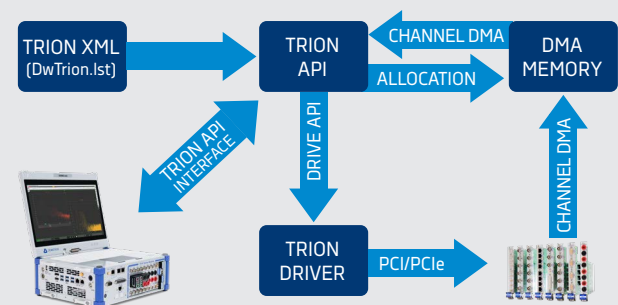 TRION XML
(DwTrion.lst)
TRION
API
CHANNEL DMA
ALLOCATION
DMA
MEMORY
TRION API
INTERFACE
DRIVE API
CHANNEL DMA
TRION
DRIVER
PCI/PCIe